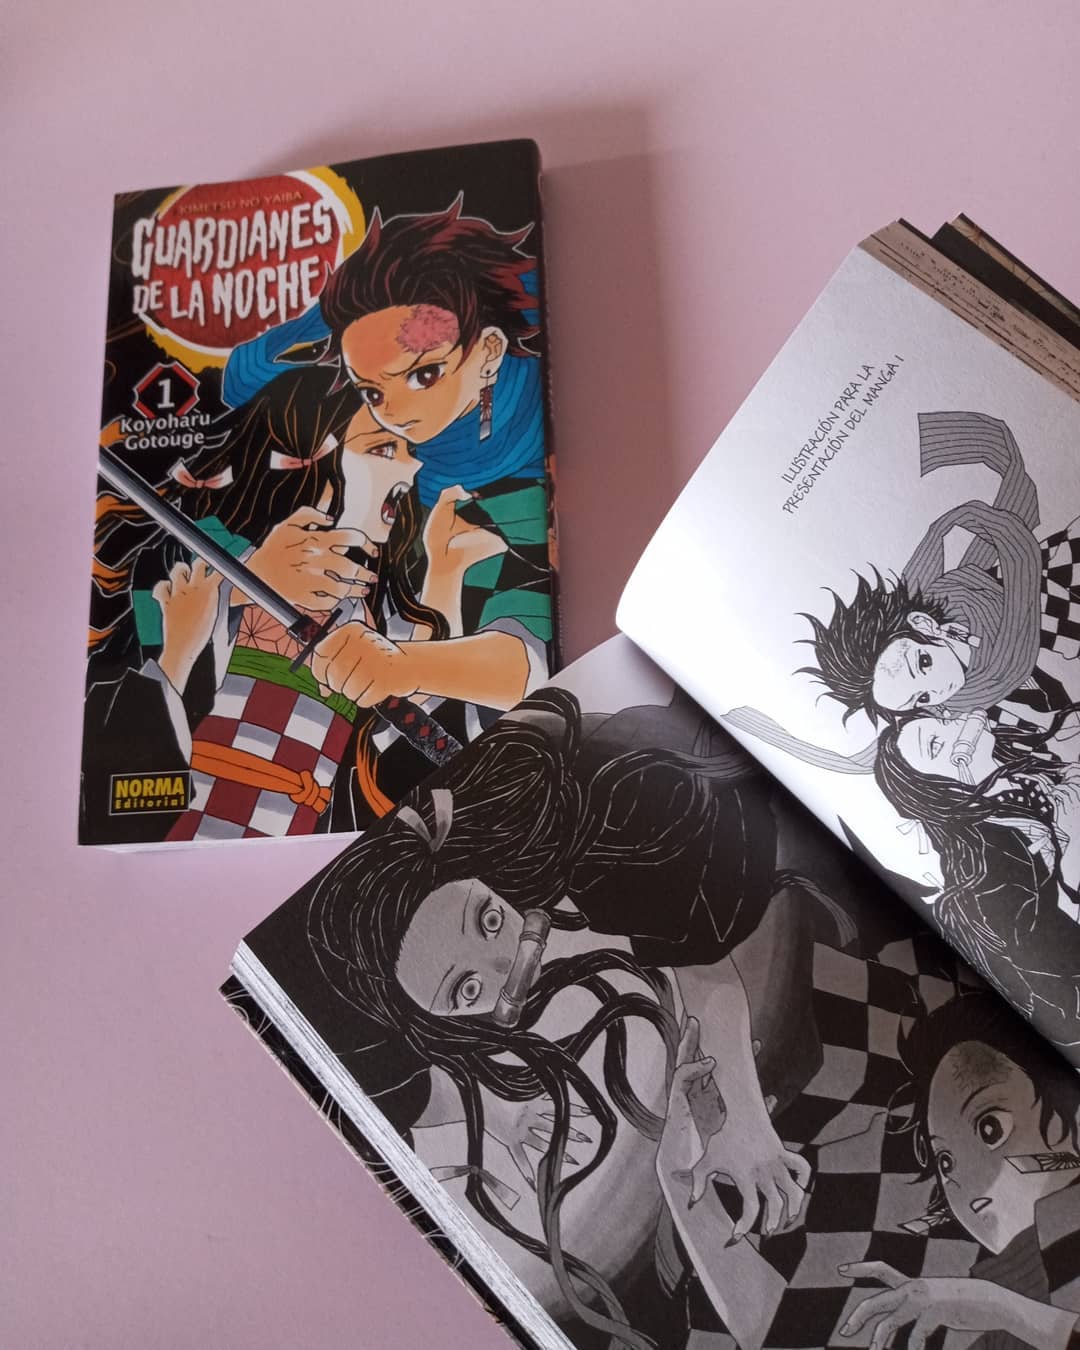 KIMETSU NO YAIBA
GUARDIANES
DE LA NOCHE
1
Koyoharu
Gotouge
NORMA
Editorial
ILUSTRACIÓN PARA LA
PRESENTACIÓN DEL MANGA 1